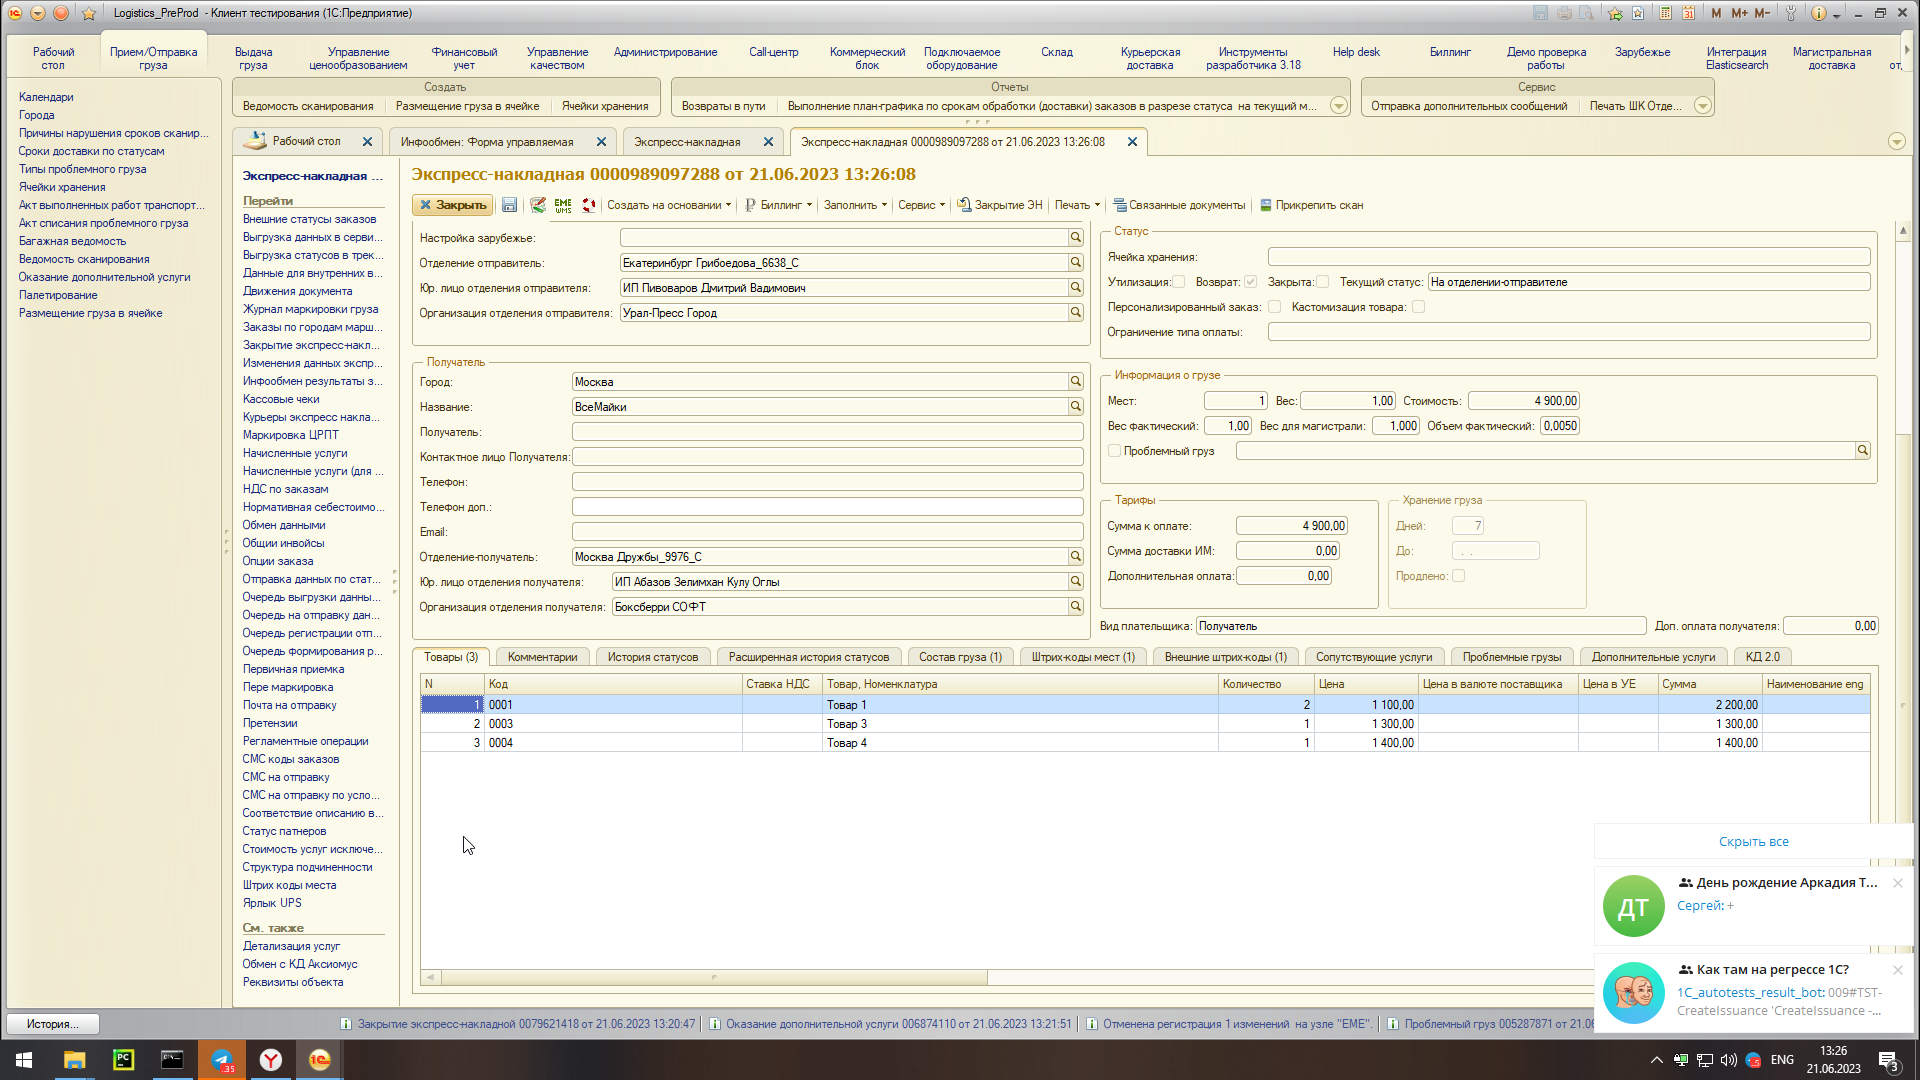 Logistics_PreProd - Клиент тестирования (1С:Предприятие)
M M+ M-
Рабочий стол
Прием/Отправка груза
Выдача груза
Управление ценообразованием
Финансовый учет
Управление качеством
Администрирование
Call-центр
Коммерческий блок
Подключаемое оборудование
Склад
Курьерская доставка
Инструменты разработчика 3.18
Help desk
Биллинг
Демо проверка работы
Зарубежье
Интеграция Elasticsearch
Магистральная доставка
Создать
Ведомость сканирования Размещение груза в ячейке Ячейки хранения
Отчеты
Возвраты в пути Выполнение план-графика по срокам обработки (доставки) заказов в разрезе статуса на текущий м...
Сервис
Отправка дополнительных сообщений Печать ШК Отде...
Календари
Города
Причины нарушения сроков сканир...
Сроки доставки по статусам
Типы проблемного груза
Ячейки хранения
Акт выполненных работ транспорт...
Акт списания проблемного груза
Багажная ведомость
Ведомость сканирования
Оказание дополнительной услуги
Палетирование
Размещение груза в ячейке
Рабочий стол
Инфообмен: Форма управляемая
Экспресс-накладная
Экспресс-накладная 0000989097288 от 21.06.2023 13:26:08
Экспресс-накладная ...
Перейти
Внешние статусы заказов
Выгрузка данных в серви...
Выгрузка статусов в трек...
Данные для внутренних в...
Движения документа
Журнал маркировки груза
Заказы по городам марш...
Закрытие экспресс-накл...
Изменения данных экспр...
Инфообмен результаты з...
Кассовые чеки
Курьеры экспресс накла...
Маркировка ЦРПТ
Начисленные услуги
Начисленные услуги (для ...
НДС по заказам
Нормативная себестоимо...
Обмен данными
Общии инвойсы
Опции заказа
Отправка данных по стат...
Очередь выгрузки данны...
Очередь на отправку дан...
Очередь регистрации отп...
Очередь формирования р...
Первичная приемка
Пере маркировка
Почта на отправку
Претензии
Регламентные операции
СМС коды заказов
СМС на отправку
СМС на отправку по усло...
Соответствие описанию в...
Статус патнеров
Стоимость услуг исключе...
Структура подчиненности
Штрих коды места
Ярлык UPS
См. также
Детализация услуг
Обмен с КД Аксиомус
Реквизиты объекта
Экспресс-накладная 0000989097288 от 21.06.2023 13:26:08
Закрыть EME WMS Создать на основании Биллинг Заполнить Сервис Закрытие ЭН Печать Связанные документы Прикрепить скан
Настройка зарубежье:
Отделение отправитель: Екатеринбург Грибоедова_6638_С
Юр. лицо отделения отправителя: ИП Пивоваров Дмитрий Вадимович
Организация отделения отправителя: Урал-Пресс Город
Получатель
Город: Москва
Название: ВсеМайки
Получатель:
Контактное лицо Получателя:
Телефон:
Телефон доп.:
Email:
Отделение-получатель: Москва Дружбы_9976_С
Юр. лицо отделения получателя: ИП Абазов Зелимхан Кулу Оглы
Организация отделения получателя: Боксберри СОФТ
Статус
Ячейка хранения:
Утилизация: Возврат: Закрыта: Текущий статус: На отделении-отправителе
Персонализированный заказ: Кастомизация товара:
Ограничение типа оплаты:
Информация о грузе
Мест: 1 Вес: 1,00 Стоимость: 4 900,00
Вес фактический: 1,00 Вес для магистрали: 1,000 Объем фактический: 0,0050
Проблемный груз
Тарифы
Сумма к оплате: 4 900,00
Сумма доставки ИМ: 0,00
Дополнительная оплата: 0,00
Хранение груза
Дней: 7
До: . .
Продлено:
Вид плательщика: Получатель Доп. оплата получателя: 0,00
Товары (3) Комментарии История статусов Расширенная история статусов Состав груза (1) Штрих-коды мест (1) Внешние штрих-коды (1) Сопутствующие услуги Проблемные грузы Дополнительные услуги КД 2.0
N Код Ставка НДС Товар, Номенклатура Количество Цена Цена в валюте поставщика Цена в УЕ Сумма Наименование eng
1 0001 Товар 1 2 1 100,00 2 200,00
2 0003 Товар 3 1 1 300,00 1 300,00
3 0004 Товар 4 1 1 400,00 1 400,00
Скрыть все
ДТ
День рождение Аркадия Т...
Сергей: +
Как там на регрессе 1С?
1C_autotests_result_bot: 009#TST-
CreateIssuance 'CreateIssuance -...
История...
Закрытие экспресс-накладной 0079621418 от 21.06.2023 13:20:47
Оказание дополнительной услуги 006874110 от 21.06.2023 13:21:51
Отменена регистрация 1 изменений на узле "EME".
Проблемный груз 005287871 от 21.06
PC
35
ENG
13:26
21.06.2023
3